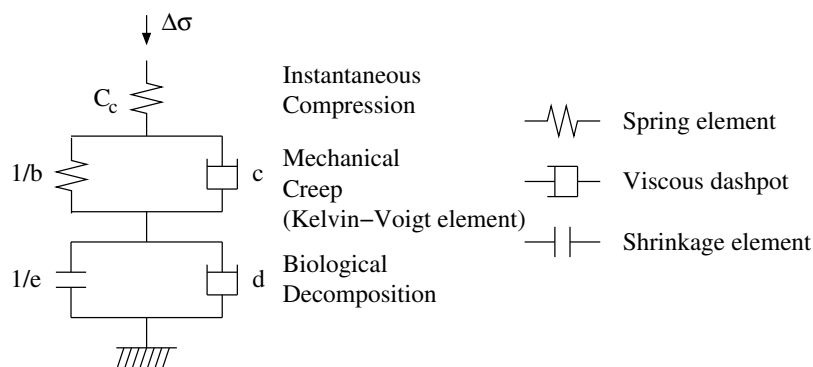 Δσ
C_c
Instantaneous
Compression
1/b
c
Mechanical
Creep
(Kelvin−Voigt element)
1/e
d
Biological
Decomposition
Spring element
Viscous dashpot
Shrinkage element